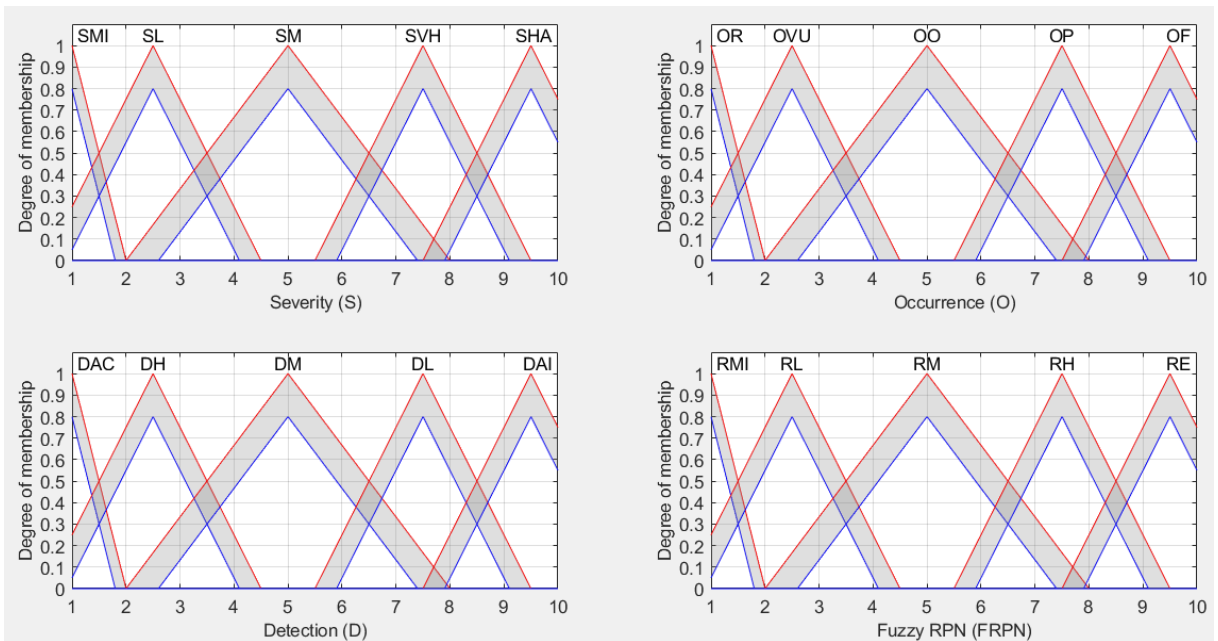 SMI SL SM SVH SHA
1
0.9
0.8
0.7
0.6
0.5
0.4
0.3
0.2
0.1
0
Degree of membership
1 2 3 4 5 6 7 8 9 10
Severity (S)
OR OVU OO OP OF
1
0.9
0.8
0.7
0.6
0.5
0.4
0.3
0.2
0.1
0
Degree of membership
1 2 3 4 5 6 7 8 9 10
Occurrence (O)
DAC DH DM DL DAI
1
0.9
0.8
0.7
0.6
0.5
0.4
0.3
0.2
0.1
0
Degree of membership
1 2 3 4 5 6 7 8 9 10
Detection (D)
RMI RL RM RH RE
1
0.9
0.8
0.7
0.6
0.5
0.4
0.3
0.2
0.1
0
Degree of membership
1 2 3 4 5 6 7 8 9 10
Fuzzy RPN (FRPN)